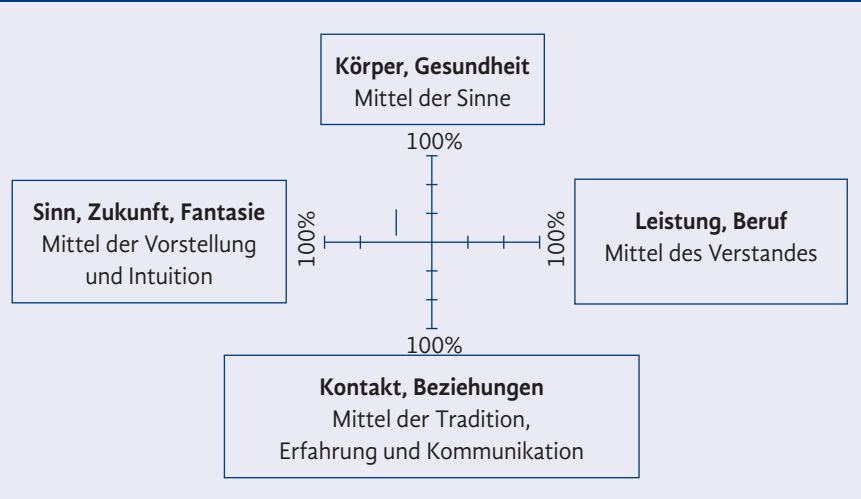 Körper, Gesundheit
Mittel der Sinne
100%
Sinn, Zukunft, Fantasie
Mittel der Vorstellung
und Intuition
100%
100%
Leistung, Beruf
Mittel des Verstandes
100%
Kontakt, Beziehungen
Mittel der Tradition,
Erfahrung und Kommunikation